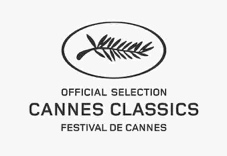 OFFICIAL SELECTION
CANNES CLASSICS
FESTIVAL DE CANNES